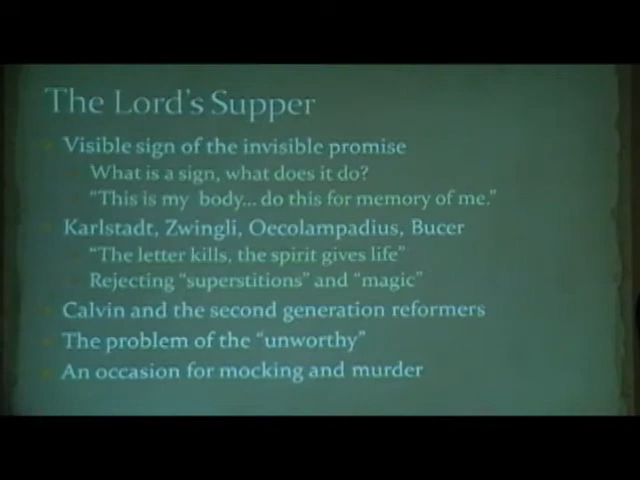 The Lord's Supper
Visible sign of the invisible promise
What is a sign, what does it do?
"This is my body... do this for memory of me."
Karlstadt, Zwingli, Oecolampadius, Bucer
"The letter kills, the spirit gives life"
Rejecting "superstitions" and "magic"
Calvin and the second generation reformers
The problem of the "unworthy"
An occasion for mocking and murder